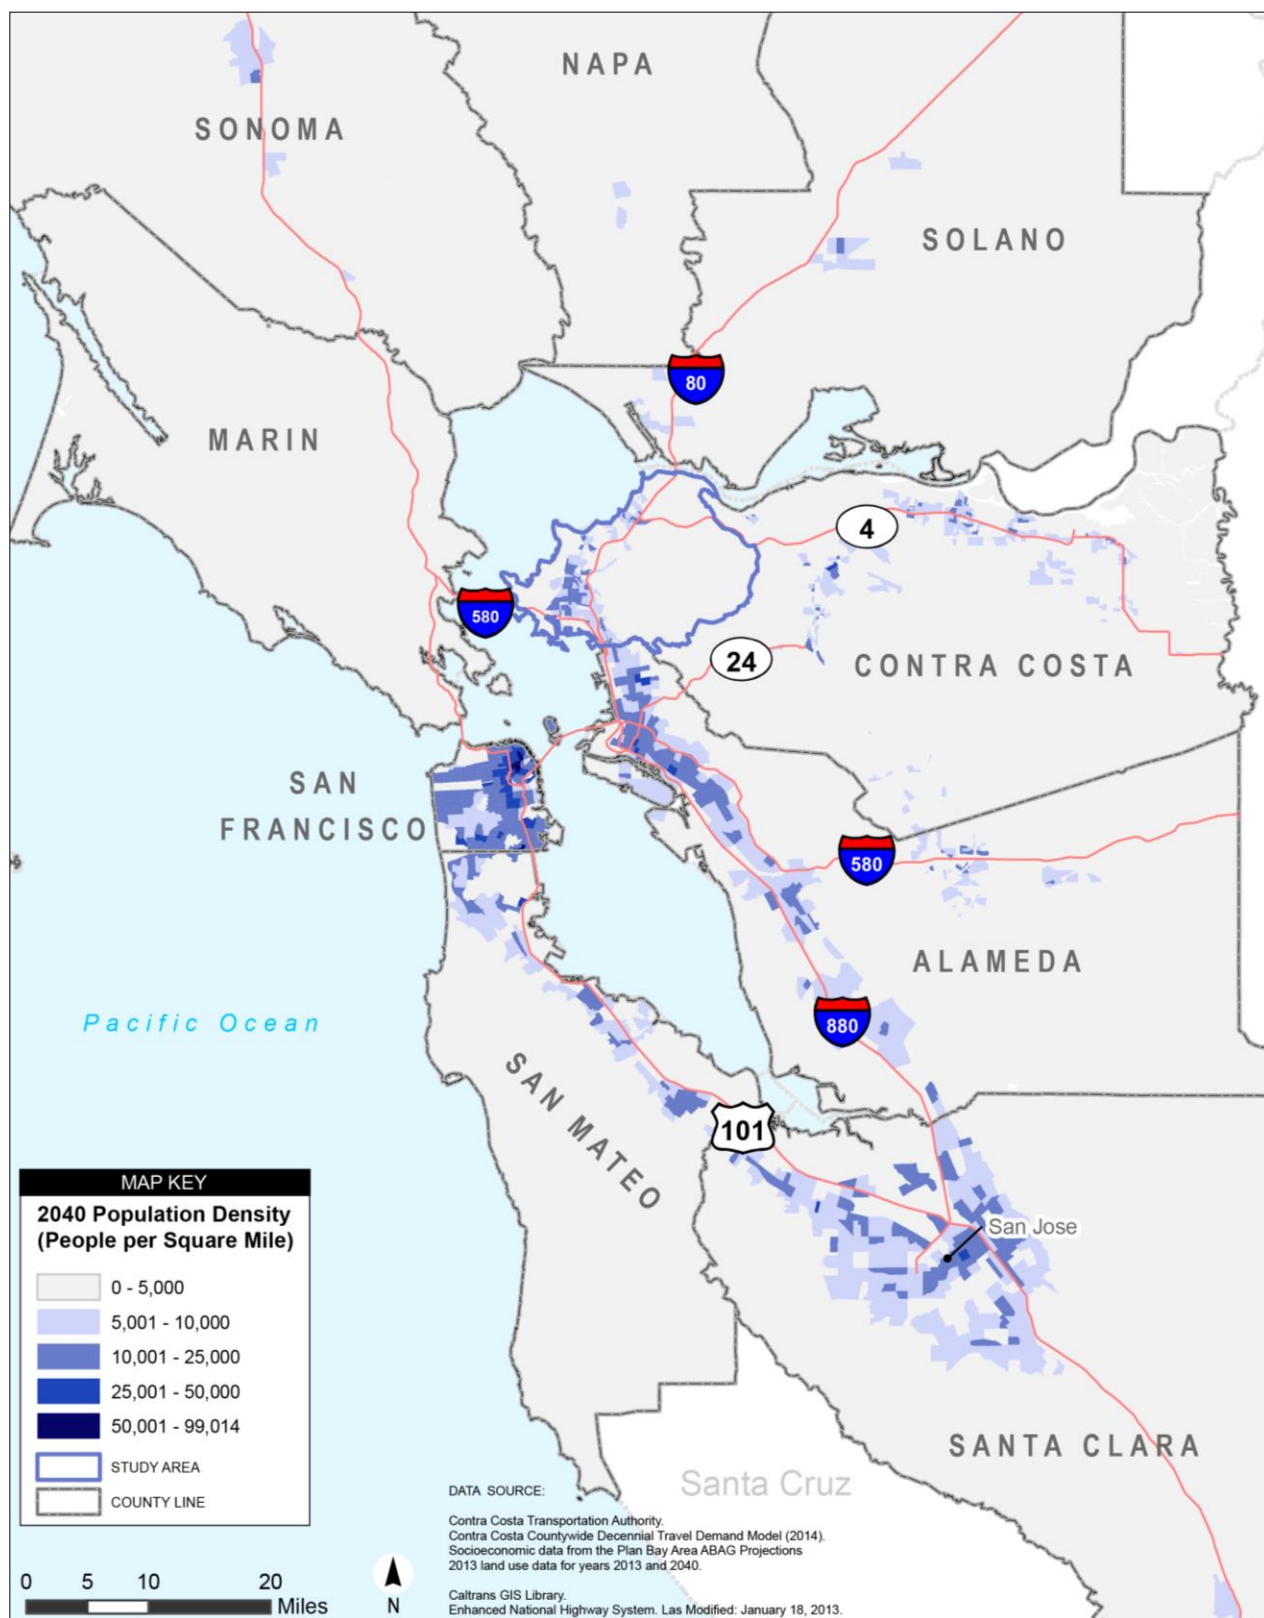 NAPA
SONOMA
SOLANO
80
MARIN
4
580
24
CONTRA COSTA
SAN
FRANCISCO
580
ALAMEDA
Pacific Ocean
880
SAN MATEO
101
MAP KEY
2040 Population Density
(People per Square Mile)
0 - 5,000
5,001 - 10,000
10,001 - 25,000
25,001 - 50,000
50,001 - 99,014
STUDY AREA
COUNTY LINE
San Jose
SANTA CLARA
Santa Cruz
DATA SOURCE:
Contra Costa Transportation Authority.
Contra Costa Countywide Decennial Travel Demand Model (2014).
Socioeconomic data from the Plan Bay Area ABAG Projections
2013 land use data for years 2013 and 2040.
Caltrans GIS Library.
Enhanced National Highway System. Las Modified: January 18, 2013.
0 5 10 20
Miles
N